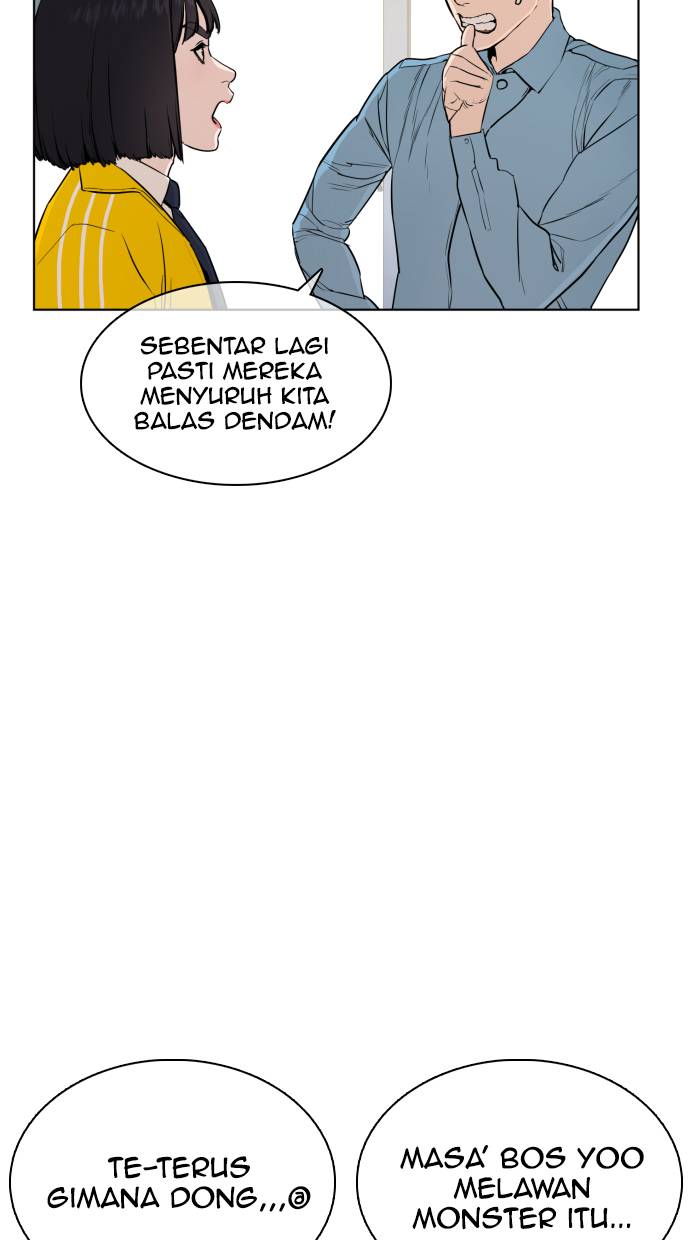 SEBENTAR LAGI
PASTI MEREKA
MENYURUH KITA
BALAS DENDAM!
TE-TERUS
GIMANA DONG,,,@
MASA' BOS YOO
MELAWAN
MONSTER ITU...